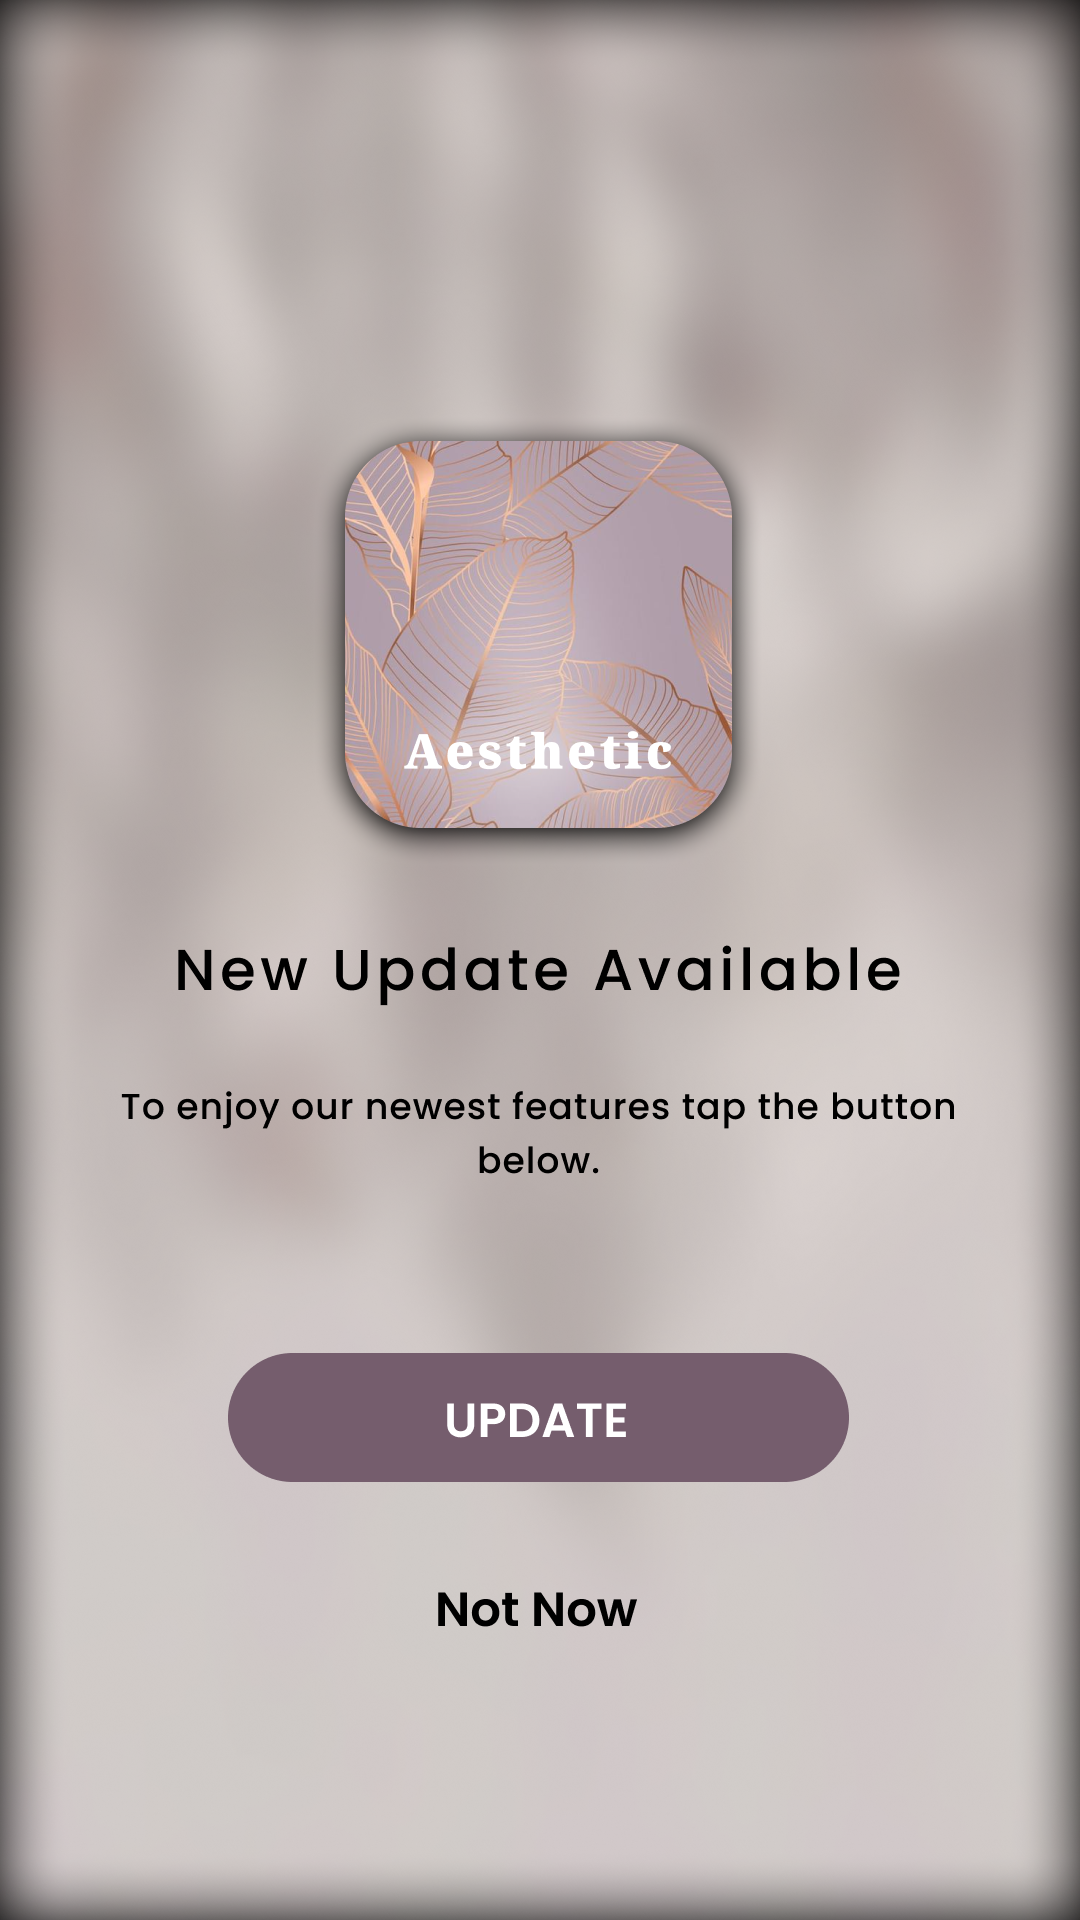 Aesthetic
New Update Available
To enjoy our newest features tap the button
below.
UPDATE
Not Now